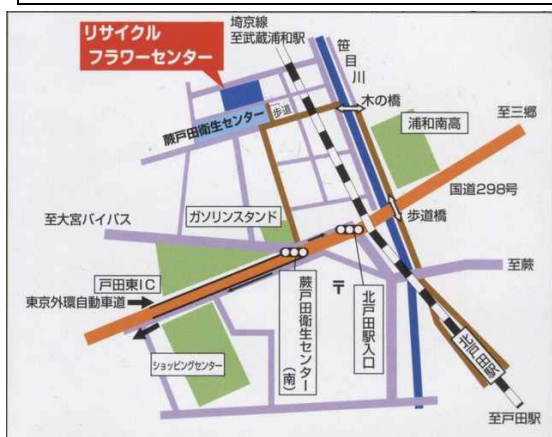 リサイクル
フラワーセンター
埼京線
至武蔵浦和駅
笹目川
木の橋
歩道
蕨戸田衛生センター
浦和南高
至三郷
国道298号
歩道橋
ガソリンスタンド
至大宮バイパス
戸田東IC
東京外環自動車道
蕨戸田衛生センター(南)
〒
北戸田駅入口
至蕨
ショッピングセンター
北戸田駅
至戸田駅